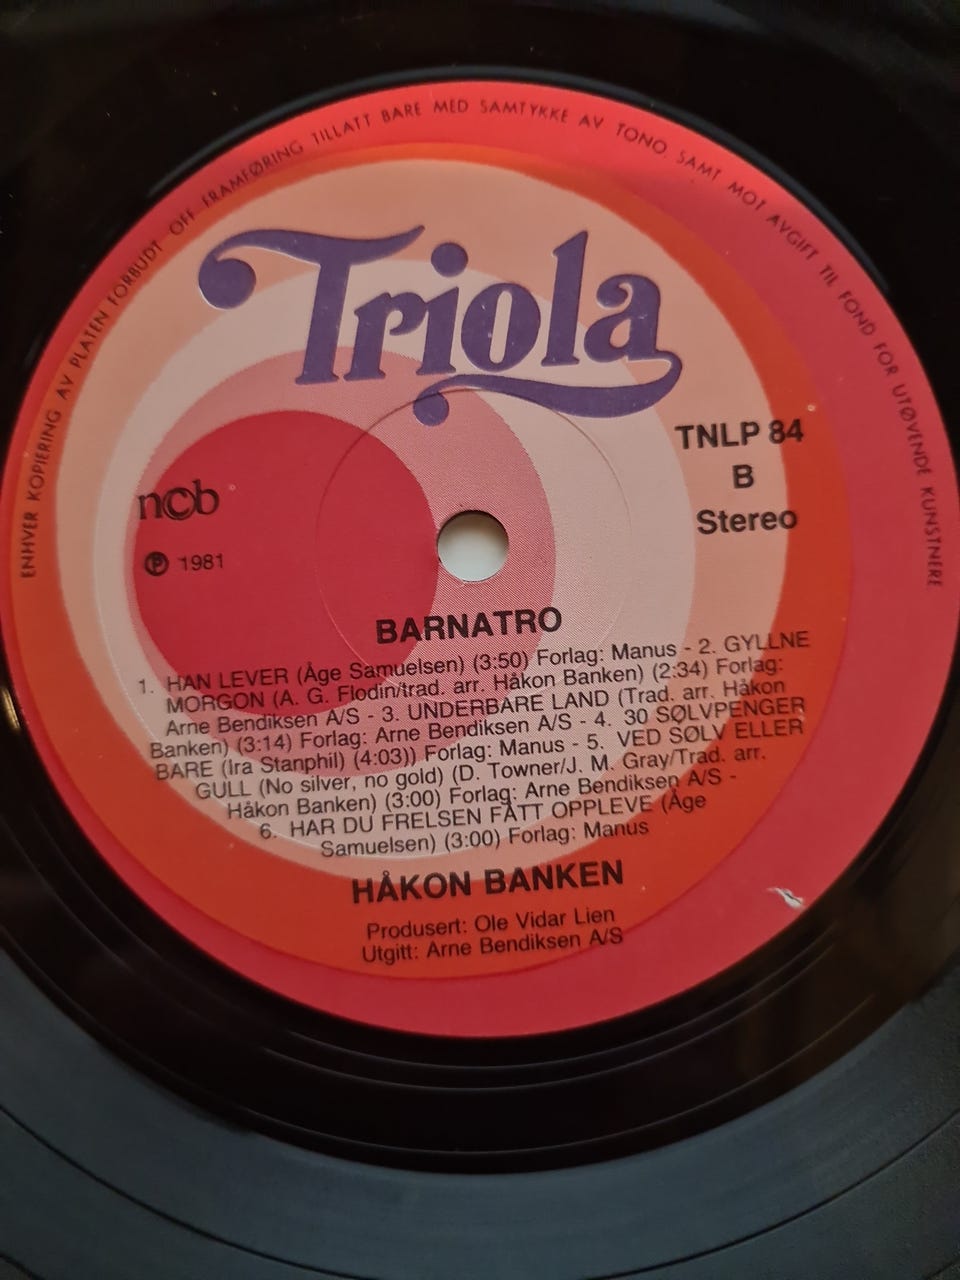 ENHVER KOPIERING AV PLATEN FORBUDT OFF FRAMFØRING TILLATT BARE MED SAMTYKKE AV TONO. SAMT MOT AVGIFT TIL FOND FOR UTØVENDE KUNSTNERE
Triola
TNLP 84
B
Stereo
ncb
Ⓟ 1981
BARNATRO
1. HAN LEVER (Åge Samuelsen) (3:50) Forlag: Manus - 2. GYLLNE
MORGON (A. G. Flodin/trad. arr. Håkon Banken) (2:34) Forlag:
Arne Bendiksen A/S - 3. UNDERBARE LAND (Trad. arr. Håkon
Banken) (3:14) Forlag: Arne Bendiksen A/S - 4. 30 SØLVPENGER
BARE (Ira Stanphil) (4:03)) Forlag: Manus - 5. VED SØLV ELLER
GULL (No silver, no gold) (D. Towner/J. M. Gray/Trad. arr.
Håkon Banken) (3:00) Forlag: Arne Bendiksen A/S -
6. HAR DU FRELSEN FÅTT OPPLEVE (Åge
Samuelsen) (3:00) Forlag: Manus
HÅKON BANKEN
Produsert: Ole Vidar Lien
Utgitt: Arne Bendiksen A/S